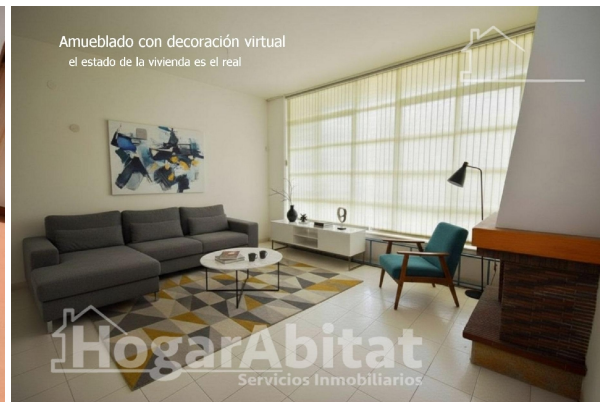 Amueblado con decoración virtual
el estado de la vivienda es el real
HogarAbitat
Servicios Inmobiliarios